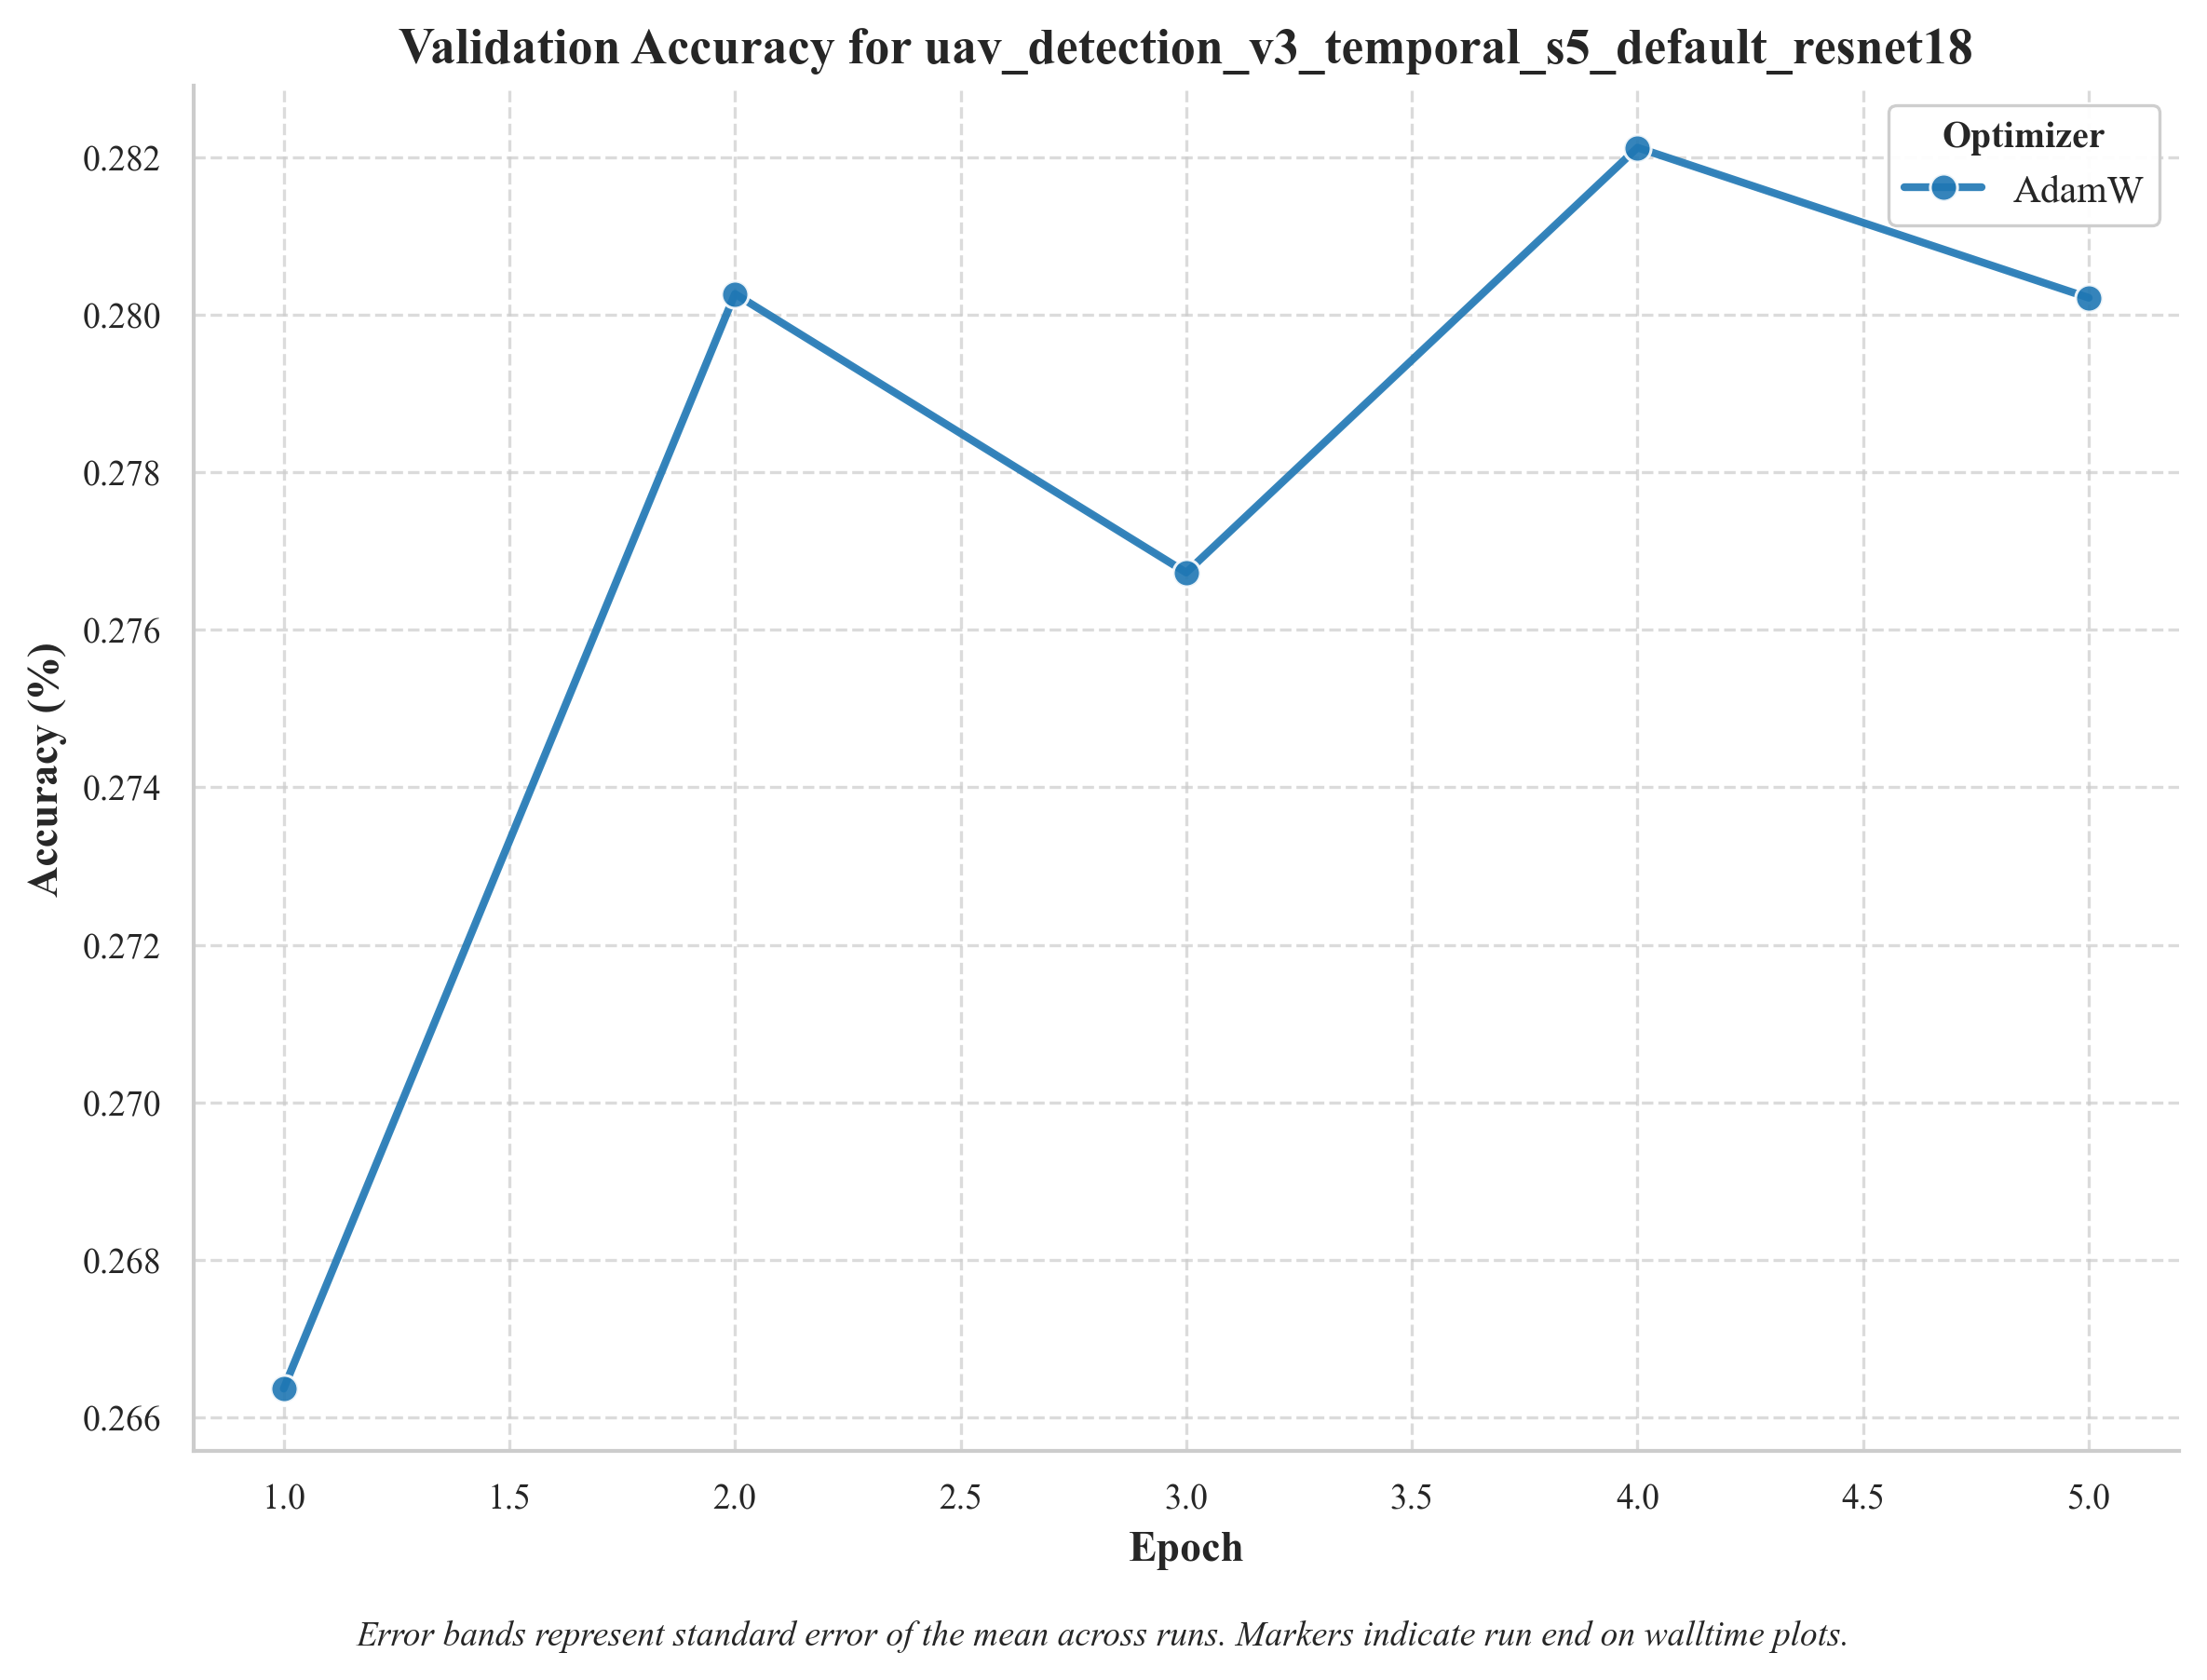 Validation Accuracy for uav_detection_v3_temporal_s5_default_resnet18
Optimizer
AdamW
0.282
0.280
0.278
0.276
0.274
0.272
0.270
0.268
0.266
Accuracy (%)
1.0 1.5 2.0 2.5 3.0 3.5 4.0 4.5 5.0
Epoch
Error bands represent standard error of the mean across runs. Markers indicate run end on walltime plots.